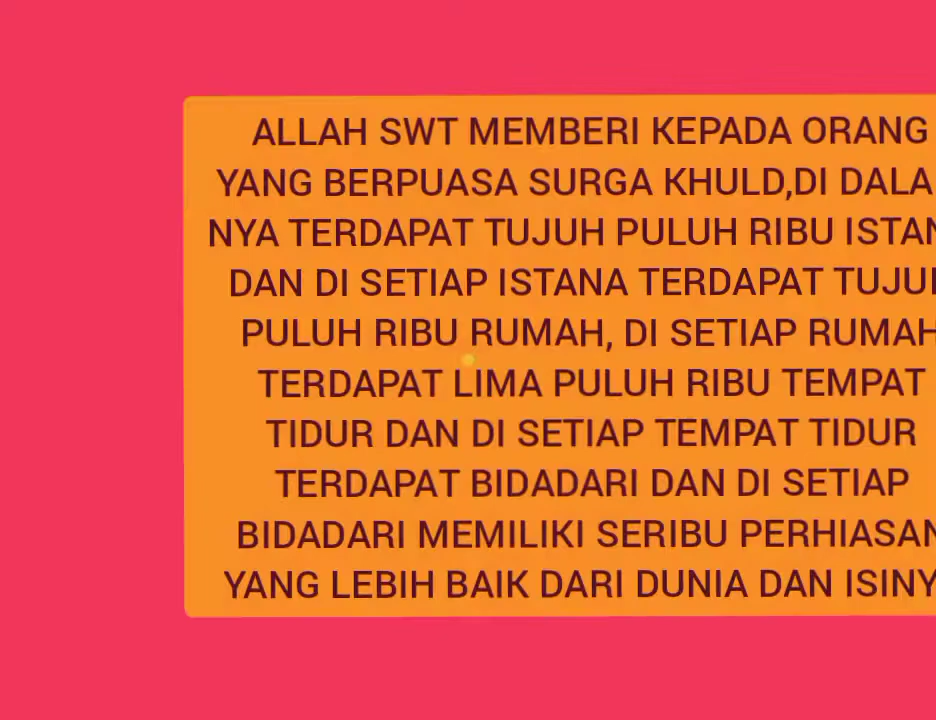 ALLAH SWT MEMBERI KEPADA ORANG
YANG BERPUASA SURGA KHULD,DI DALA
NYA TERDAPAT TUJUH PULUH RIBU ISTAN
DAN DI SETIAP ISTANA TERDAPAT TUJU
PULUH RIBU RUMAH, DI SETIAP RUMAH
TERDAPAT LIMA PULUH RIBU TEMPAT
TIDUR DAN DI SETIAP TEMPAT TIDUR
TERDAPAT BIDADARI DAN DI SETIAP
BIDADARI MEMILIKI SERIBU PERHIASAN
YANG LEBIH BAIK DARI DUNIA DAN ISINY